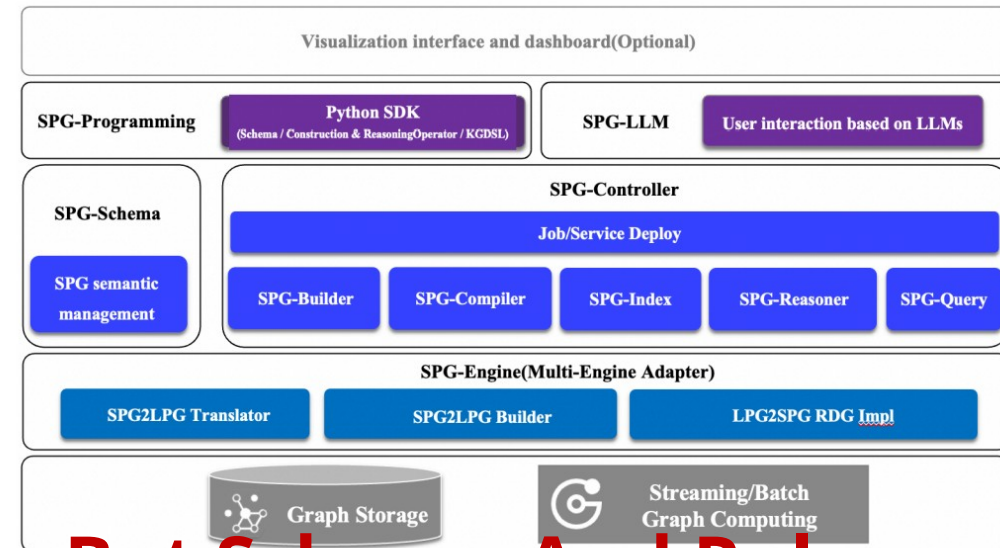 Visualization interface and dashboard(Optional)
SPG-Programming
Python SDK
(Schema / Construction & ReasoningOperator / KGDSL)
SPG-LLM
User interaction based on LLMs
SPG-Schema
SPG semantic
management
SPG-Controller
Job/Service Deploy
SPG-Builder
SPG-Compiler
SPG-Index
SPG-Reasoner
SPG-Query
SPG-Engine(Multi-Engine Adapter)
SPG2LPG Translator
SPG2LPG Builder
LPG2SPG RDG Impl
Graph Storage
Streaming/Batch
Graph Computing